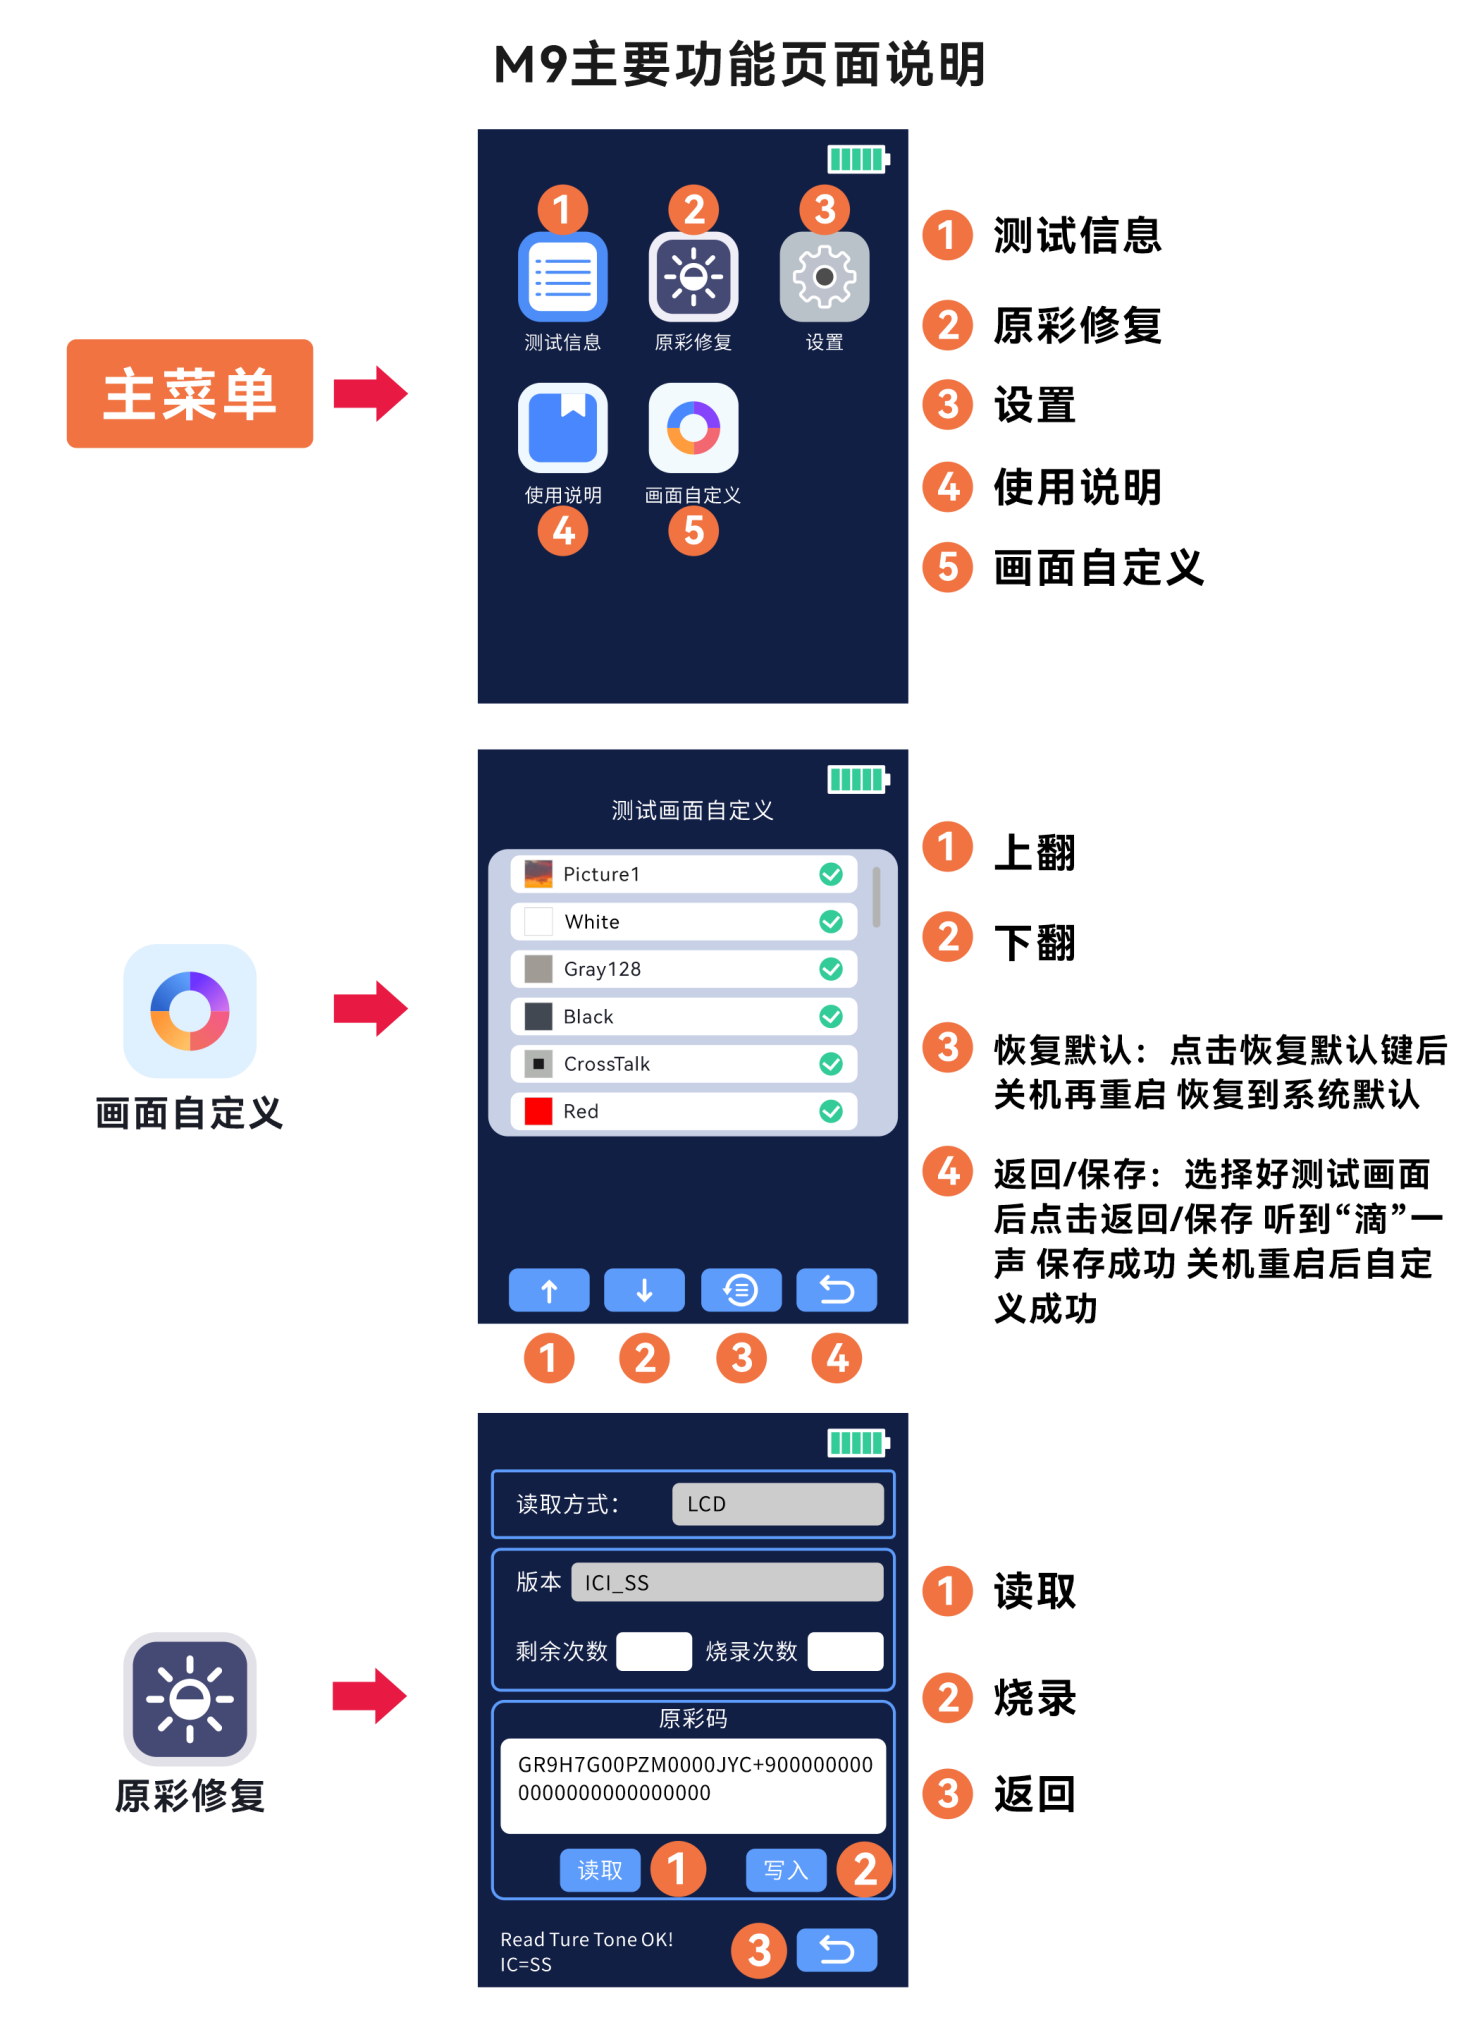 M9主要功能页面说明
主菜单
1
2
3
测试信息
原彩修复
设置
使用说明
画面自定义
4
5
1 测试信息
2 原彩修复
3 设置
4 使用说明
5 画面自定义
画面自定义
测试画面自定义
Picture1
White
Gray128
Black
CrossTalk
Red
1
2
3
4
1 上翻
2 下翻
3 恢复默认：点击恢复默认键后
关机再重启 恢复到系统默认
4 返回/保存：选择好测试画面
后点击返回/保存 听到“滴”一
声 保存成功 关机重启后自定
义成功
原彩修复
读取方式：
LCD
版本
ICI_SS
剩余次数
烧录次数
原彩码
GR9H7G00PZM0000JYC+900000000
0000000000000000
读取
1
写入
2
Read Ture Tone OK!
IC=SS
3
1 读取
2 烧录
3 返回